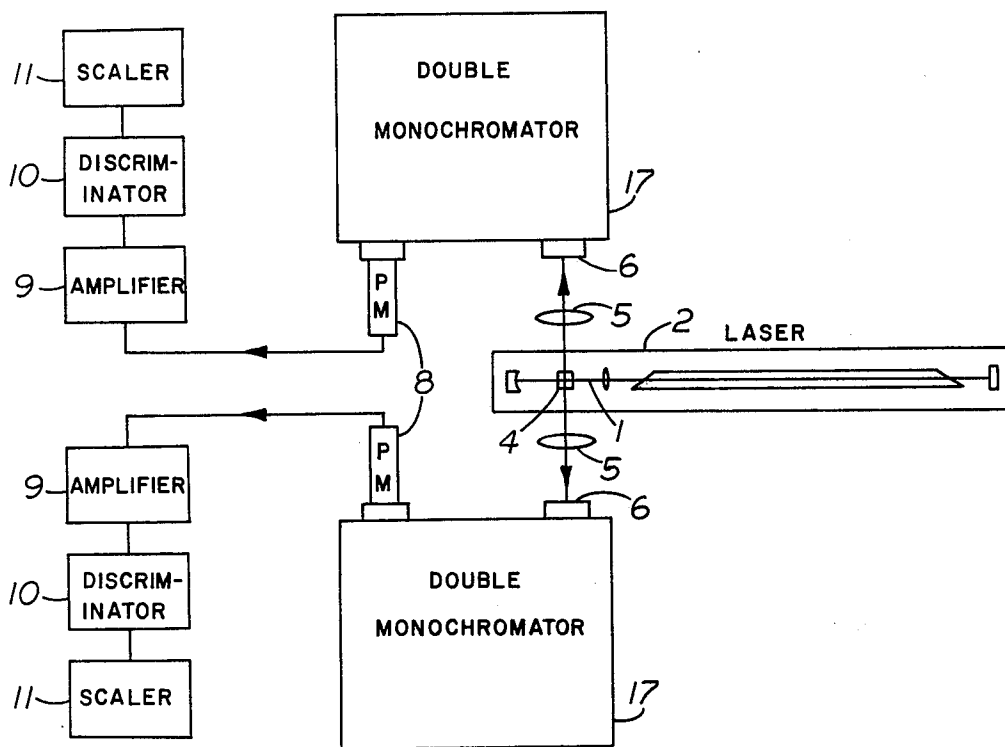 11
SCALER
10
DISCRIM-
INATOR
9
AMPLIFIER
DOUBLE
MONOCHROMATOR
17
6
P
M
8
5
2
LASER
4
1
5
6
P
M
9
AMPLIFIER
10
DISCRIM-
INATOR
11
SCALER
DOUBLE
MONOCHROMATOR
17